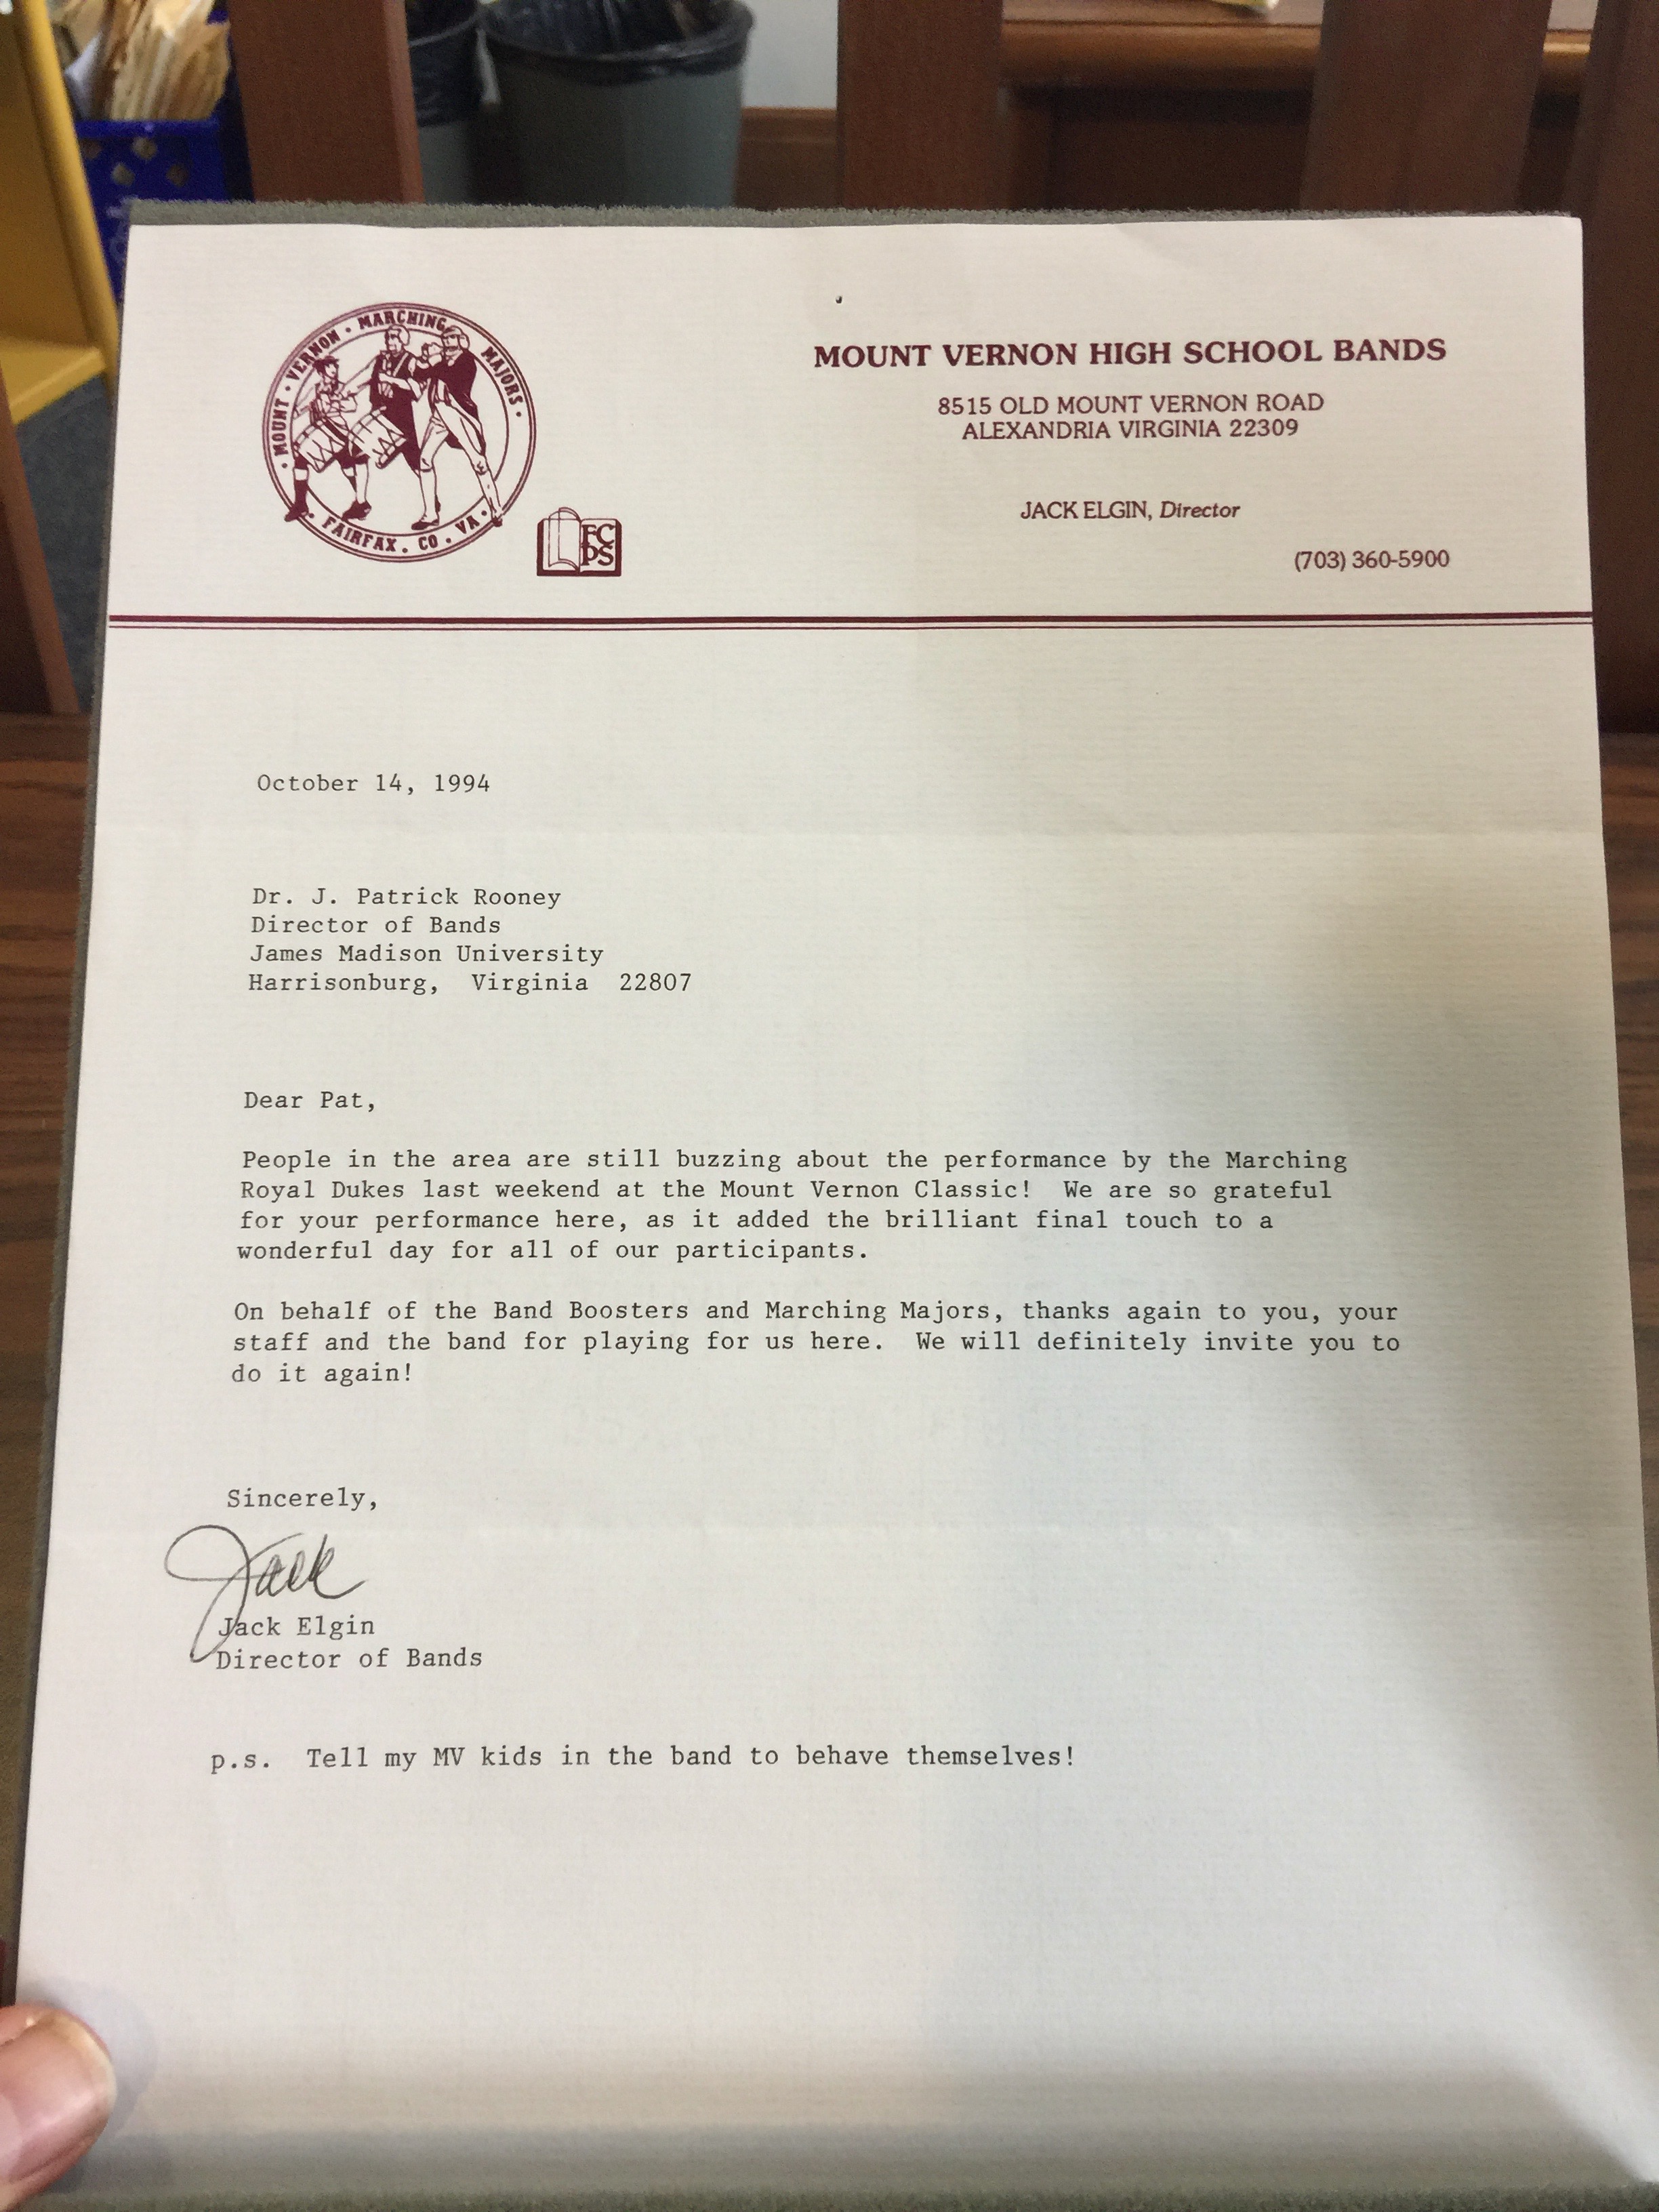 MOUNT · VERNON · MARCHING · MAJORS ·
· FAIRFAX . CO . VA ·
FC
PS
MOUNT VERNON HIGH SCHOOL BANDS
8515 OLD MOUNT VERNON ROAD
ALEXANDRIA VIRGINIA 22309
JACK ELGIN, Director
(703) 360-5900
October 14, 1994
Dr. J. Patrick Rooney
Director of Bands
James Madison University
Harrisonburg, Virginia 22807
Dear Pat,
People in the area are still buzzing about the performance by the Marching
Royal Dukes last weekend at the Mount Vernon Classic! We are so grateful
for your performance here, as it added the brilliant final touch to a
wonderful day for all of our participants.
On behalf of the Band Boosters and Marching Majors, thanks again to you, your
staff and the band for playing for us here. We will definitely invite you to
do it again!
Sincerely,
Jack
Jack Elgin
Director of Bands
p.s. Tell my MV kids in the band to behave themselves!